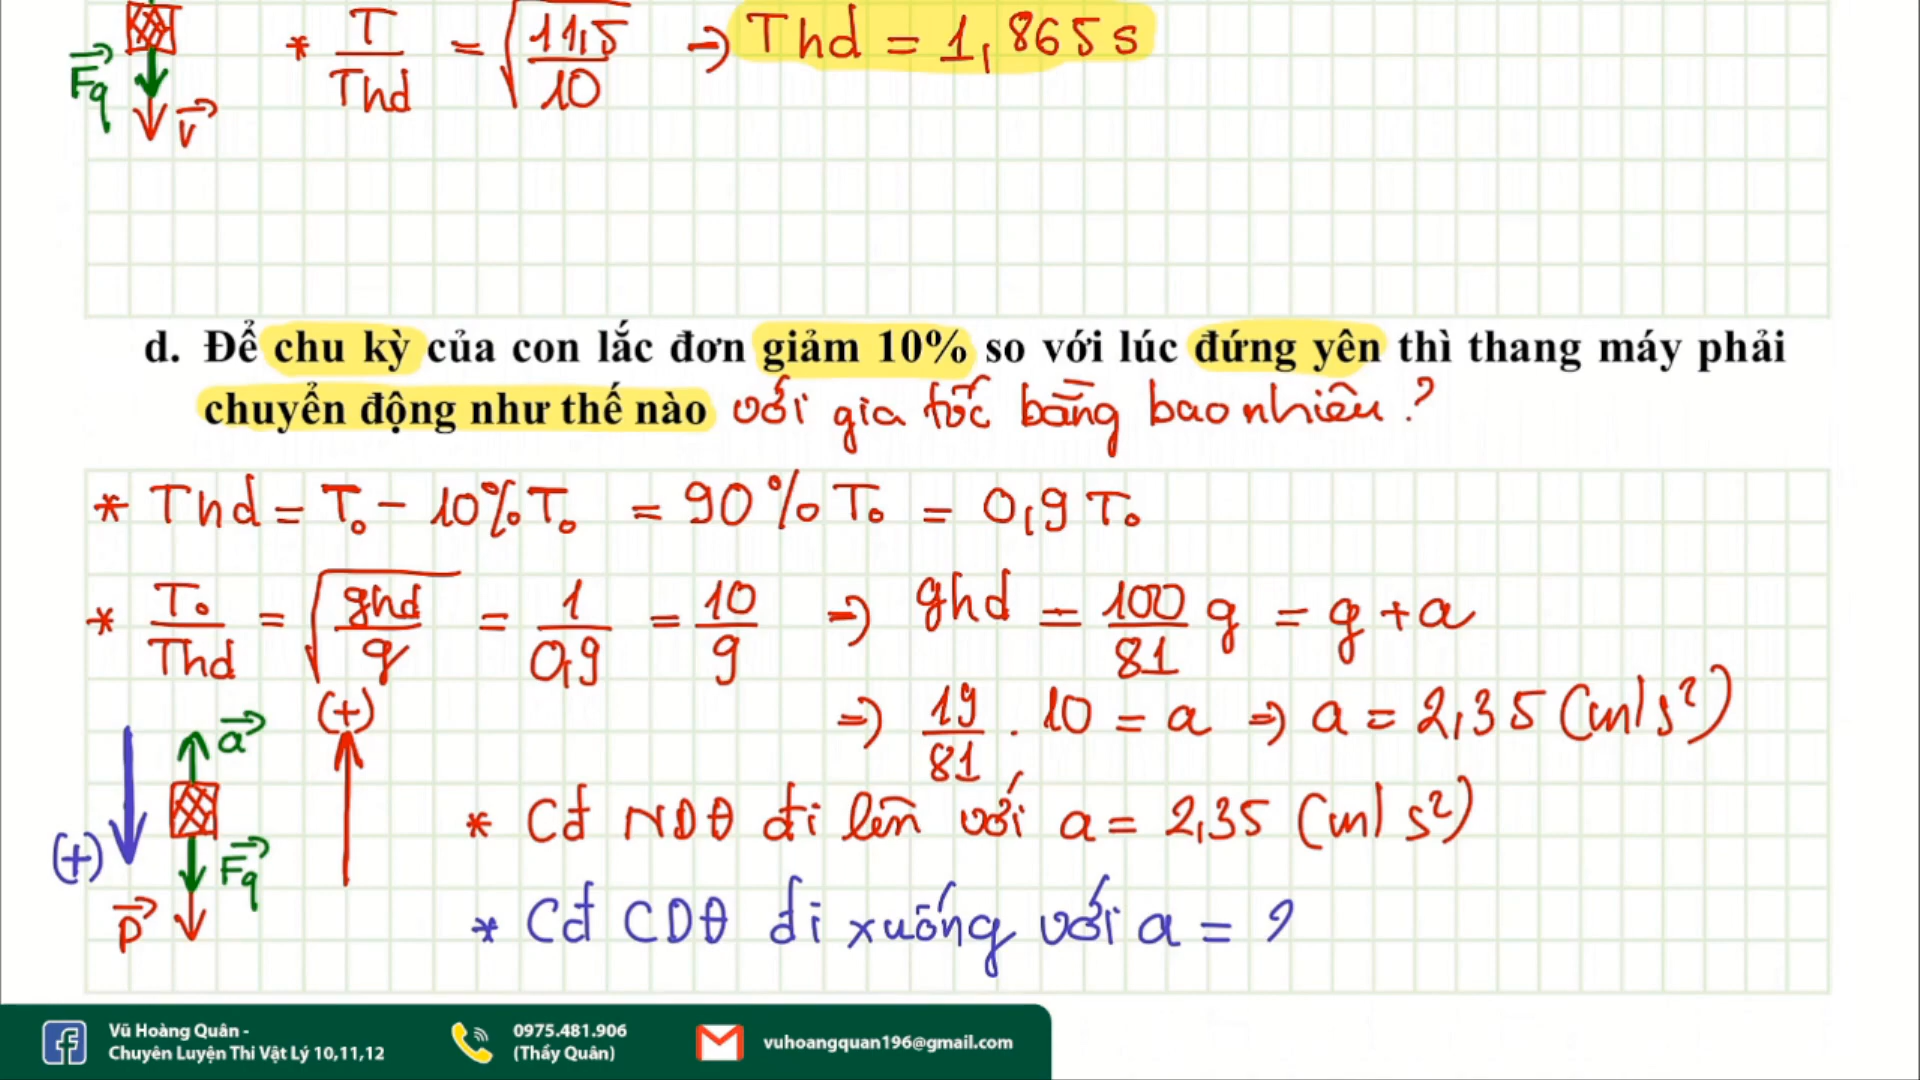 * T/Thd = √(11,5/10) → Thd = 1,865s
Fq v
d. Để chu kỳ của con lắc đơn giảm 10% so với lúc đứng yên thì thang máy phải
chuyển động như thế nào với gia tốc bằng bao nhiêu ?
* Thd = T₀ - 10% T₀ = 90% T₀ = 0,9 T₀
* T₀/Thd = √(ghd/g) = 1/0,9 = 10/9 => ghd = 100/81 g = g + a
=> 19/81 . 10 = a => a = 2,35 (m/s²)
(+) a
* Cđ NDĐ đi lên với a = 2,35 (m/s²)
(+) Fq
P
* Cđ CDĐ đi xuống với a = ?
Vũ Hoàng Quân -
Chuyên Luyện Thi Vật Lý 10,11,12
0975.481.906
(Thầy Quân)
vuhoangquan196@gmail.com